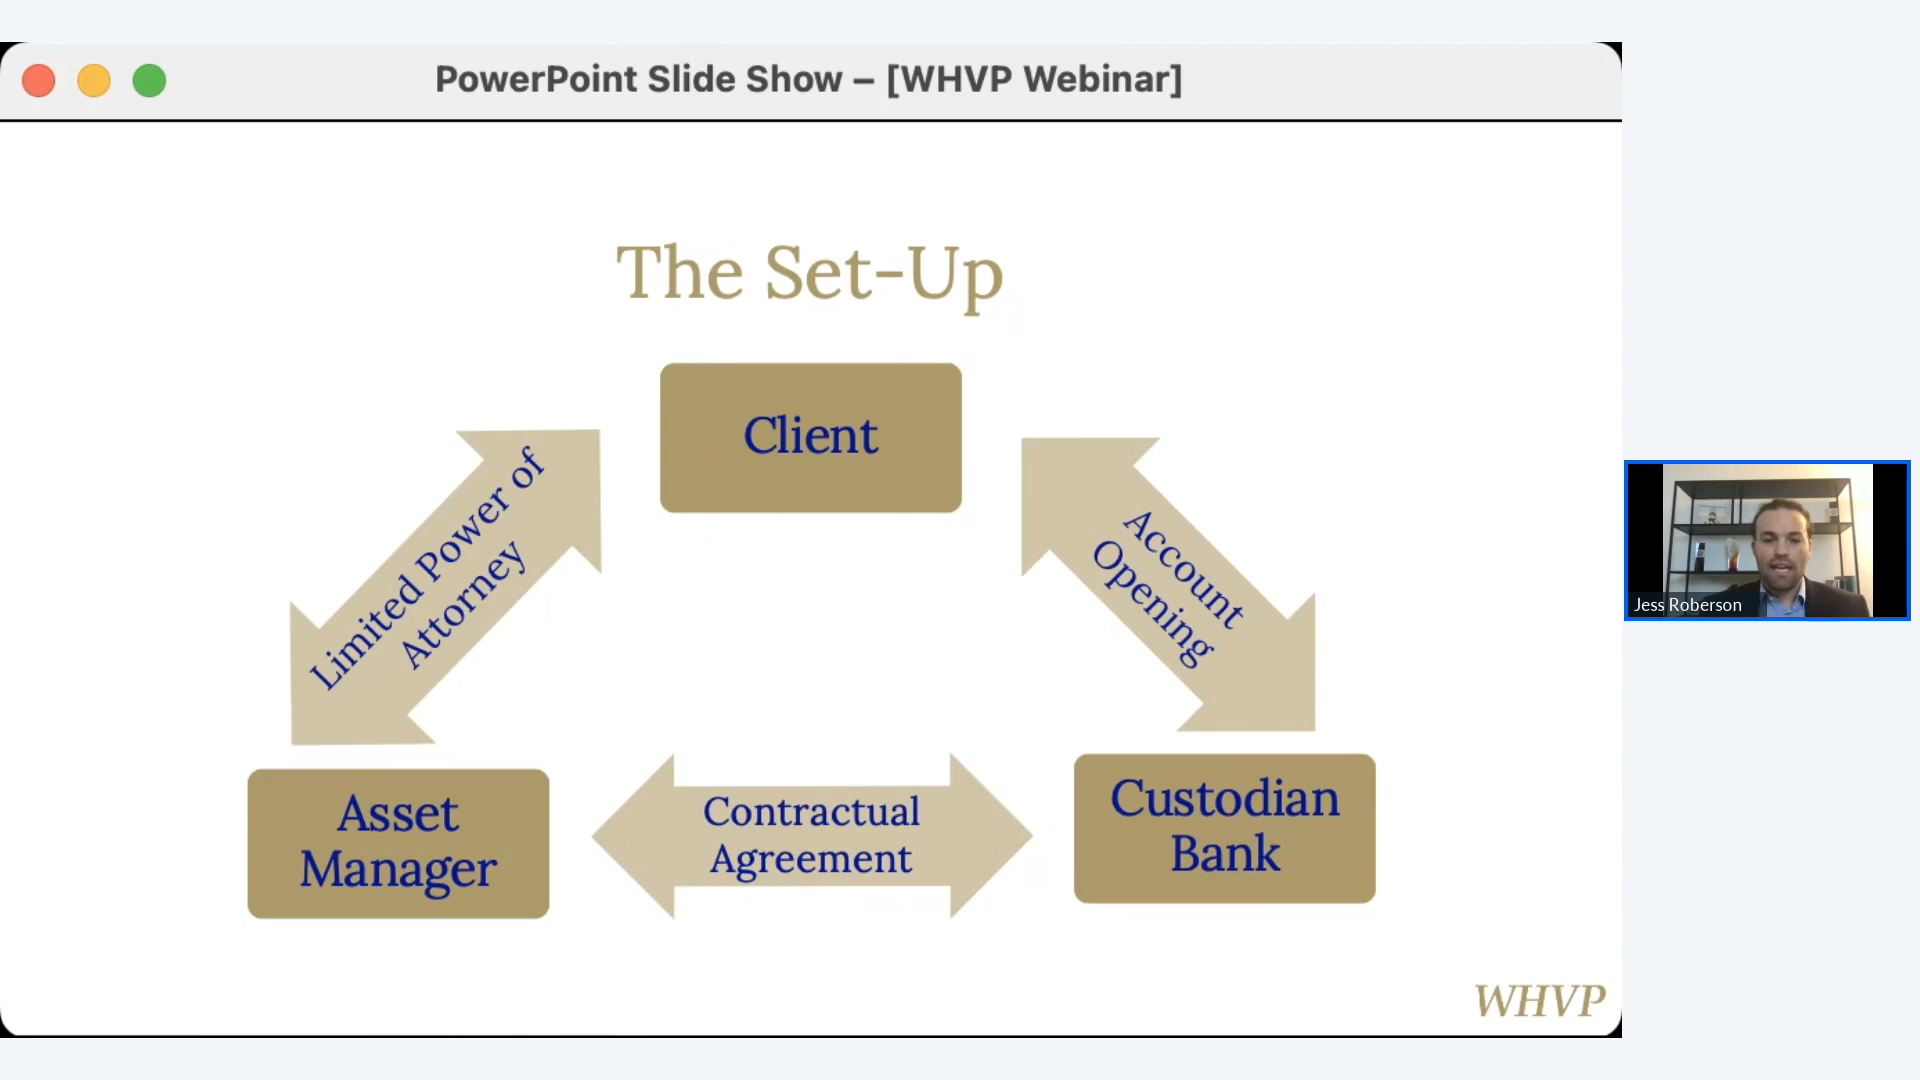 PowerPoint Slide Show – [WHVP Webinar]
The Set-Up
Client
Limited Power of
Attorney
Account
Opening
Asset
Manager
Contractual
Agreement
Custodian
Bank
WHVP
Jess Roberson